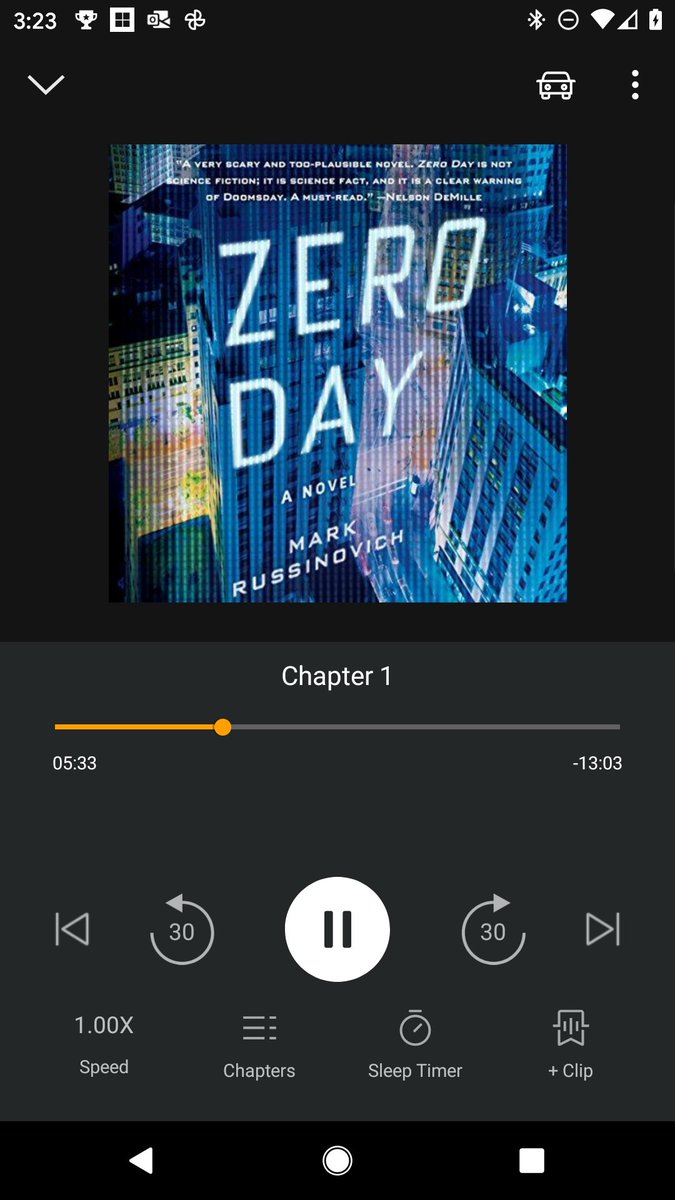 3:23
"A VERY SCARY AND TOO-PLAUSIBLE NOVEL. ZERO DAY IS NOT
SCIENCE FICTION; IT IS SCIENCE FACT, AND IT IS A CLEAR WARNING
OF DOOMSDAY. A MUST-READ." —NELSON DEMILLE
ZERO
DAY
A NOVEL
MARK
RUSSINOVICH
Chapter 1
05:33
-13:03
30
30
1.00X
Speed
Chapters
Sleep Timer
+ Clip